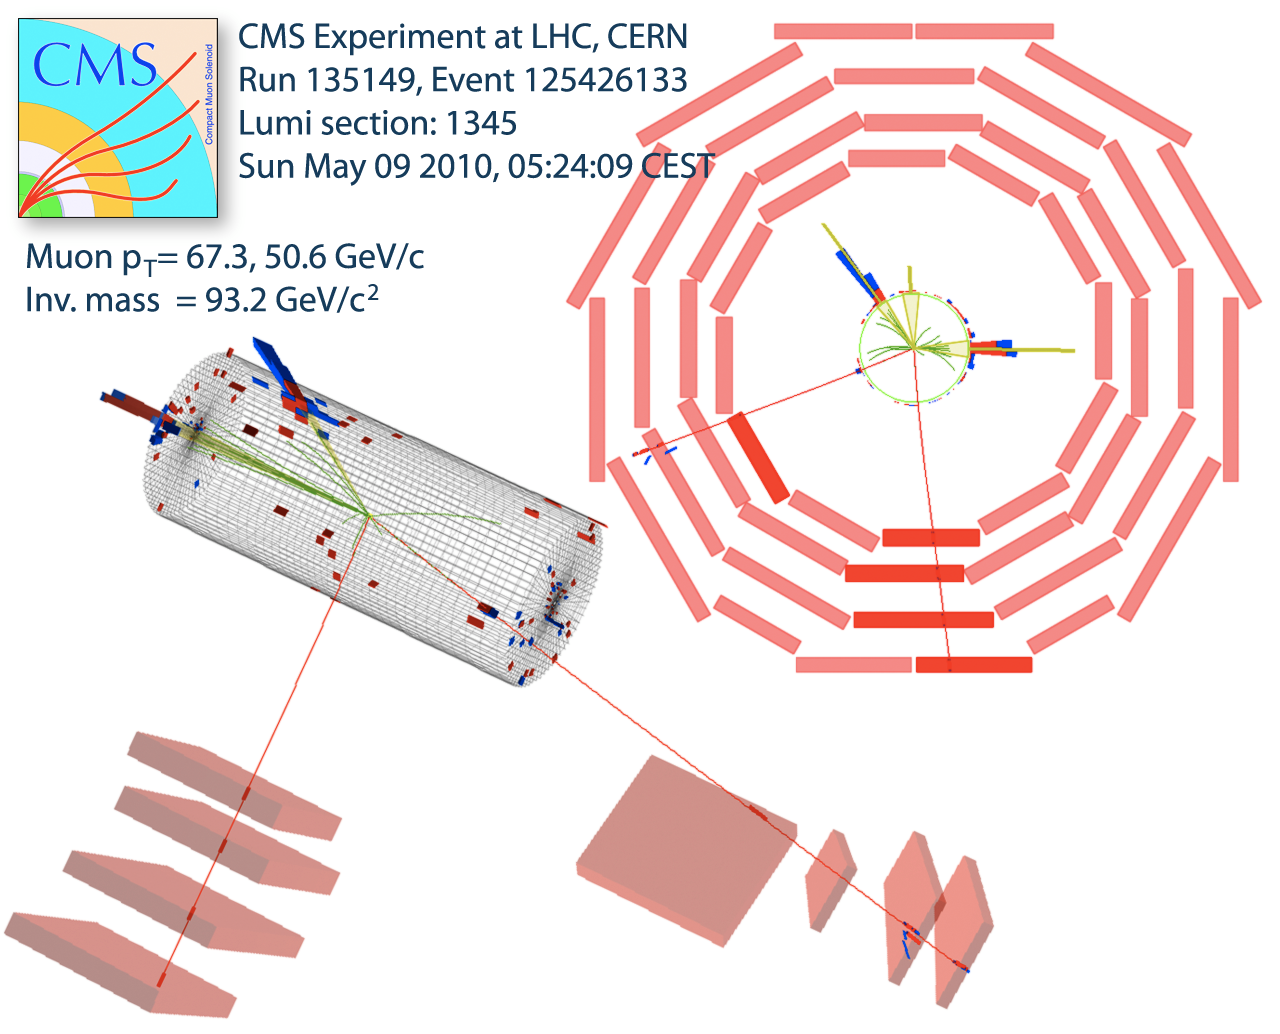 CMS
Compact Muon Solenoid
CMS Experiment at LHC, CERN
Run 135149, Event 125426133
Lumi section: 1345
Sun May 09 2010, 05:24:09 CEST
Muon pT= 67.3, 50.6 GeV/c
Inv. mass = 93.2 GeV/c²